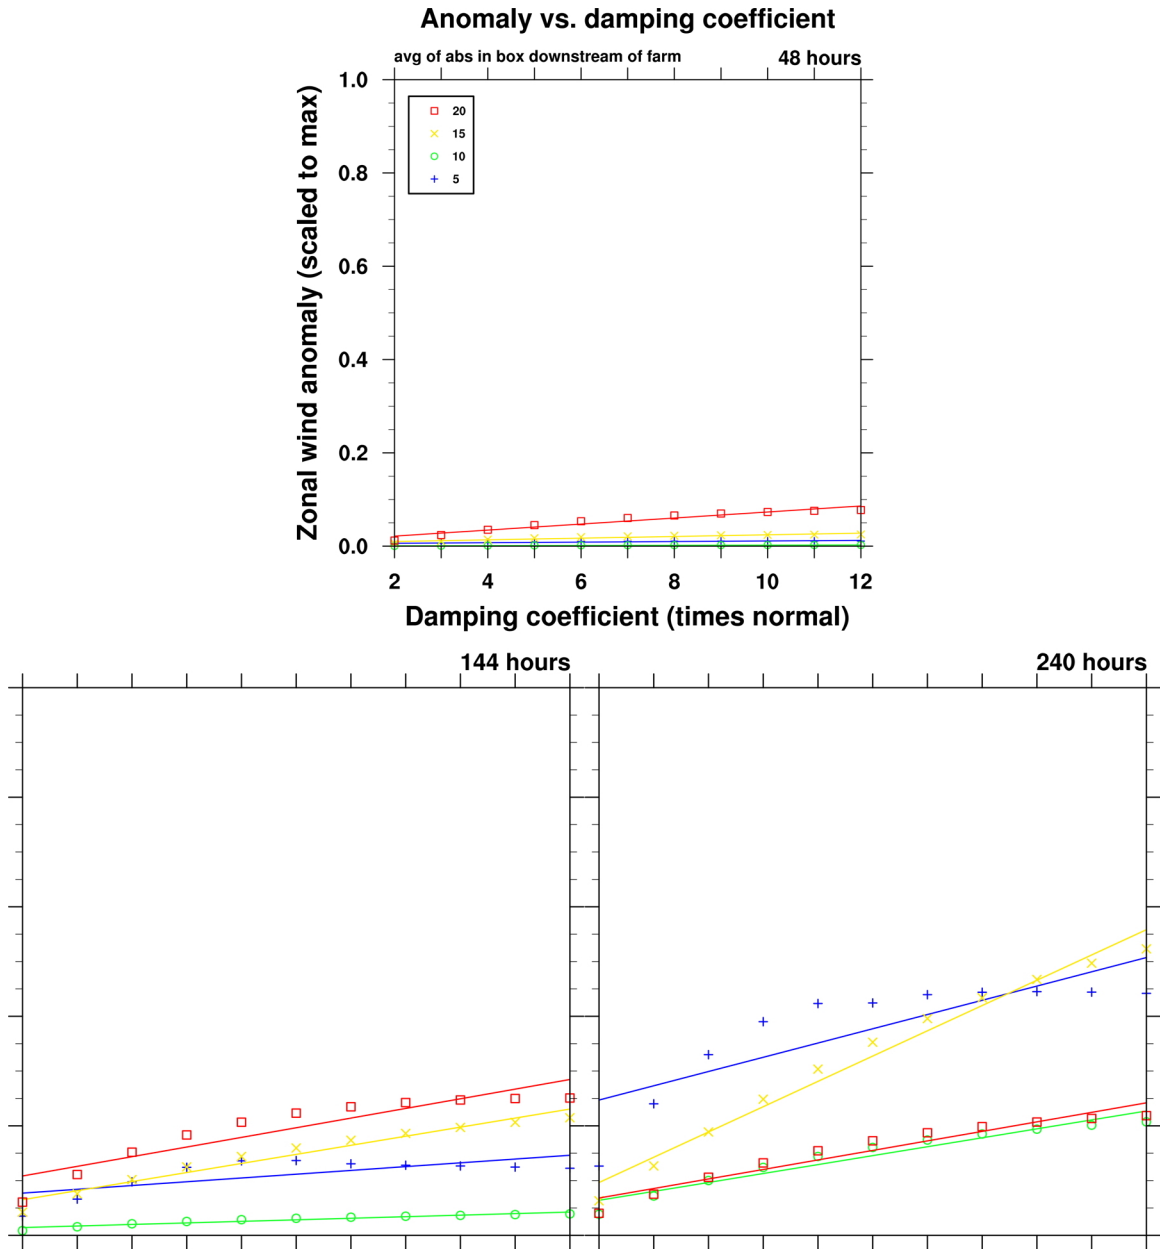 Anomaly vs. damping coefficient
avg of abs in box downstream of farm 48 hours
Zonal wind anomaly (scaled to max)
1.0
0.8
0.6
0.4
0.2
0.0
20
15
10
5
2 4 6 8 10 12
Damping coefficient (times normal)
144 hours 240 hours